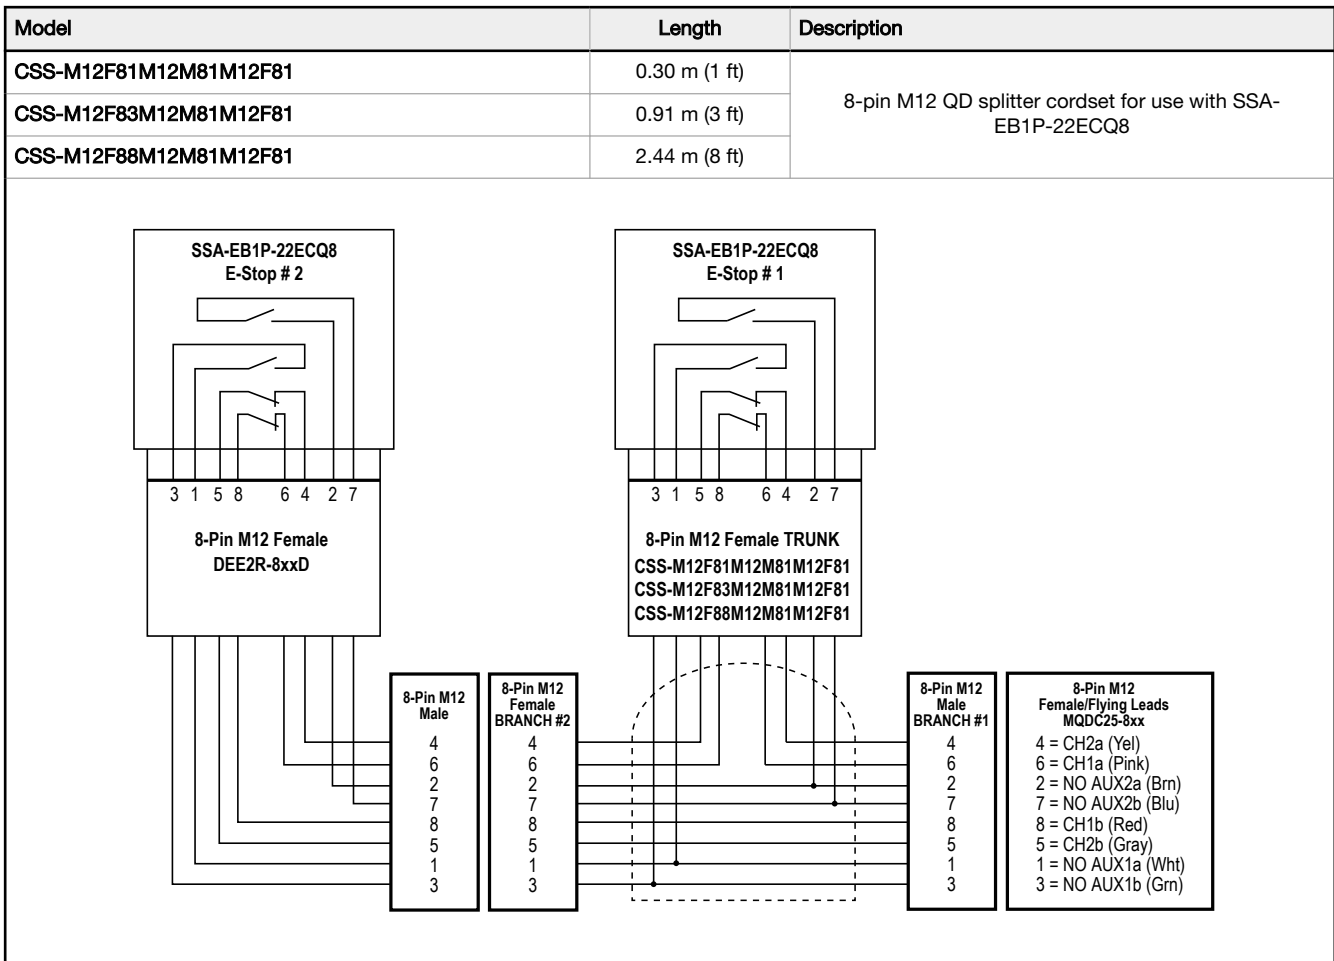 Model Length Description
CSS-M12F81M12M81M12F81 0.30 m (1 ft)
CSS-M12F83M12M81M12F81 0.91 m (3 ft)
CSS-M12F88M12M81M12F81 2.44 m (8 ft)
8-pin M12 QD splitter cordset for use with SSA-
EB1P-22ECQ8
SSA-EB1P-22ECQ8
E-Stop # 2
3 1 5 8 6 4 2 7
8-Pin M12 Female
DEE2R-8xxD
SSA-EB1P-22ECQ8
E-Stop # 1
3 1 5 8 6 4 2 7
8-Pin M12 Female TRUNK
CSS-M12F81M12M81M12F81
CSS-M12F83M12M81M12F81
CSS-M12F88M12M81M12F81
8-Pin M12
Male
4
6
2
7
8
5
1
3
8-Pin M12
Female
BRANCH #2
4
6
2
7
8
5
1
3
8-Pin M12
Male
BRANCH #1
4
6
2
7
8
5
1
3
8-Pin M12
Female/Flying Leads
MQDC25-8xx
4 = CH2a (Yel)
6 = CH1a (Pink)
2 = NO AUX2a (Brn)
7 = NO AUX2b (Blu)
8 = CH1b (Red)
5 = CH2b (Gray)
1 = NO AUX1a (Wht)
3 = NO AUX1b (Grn)